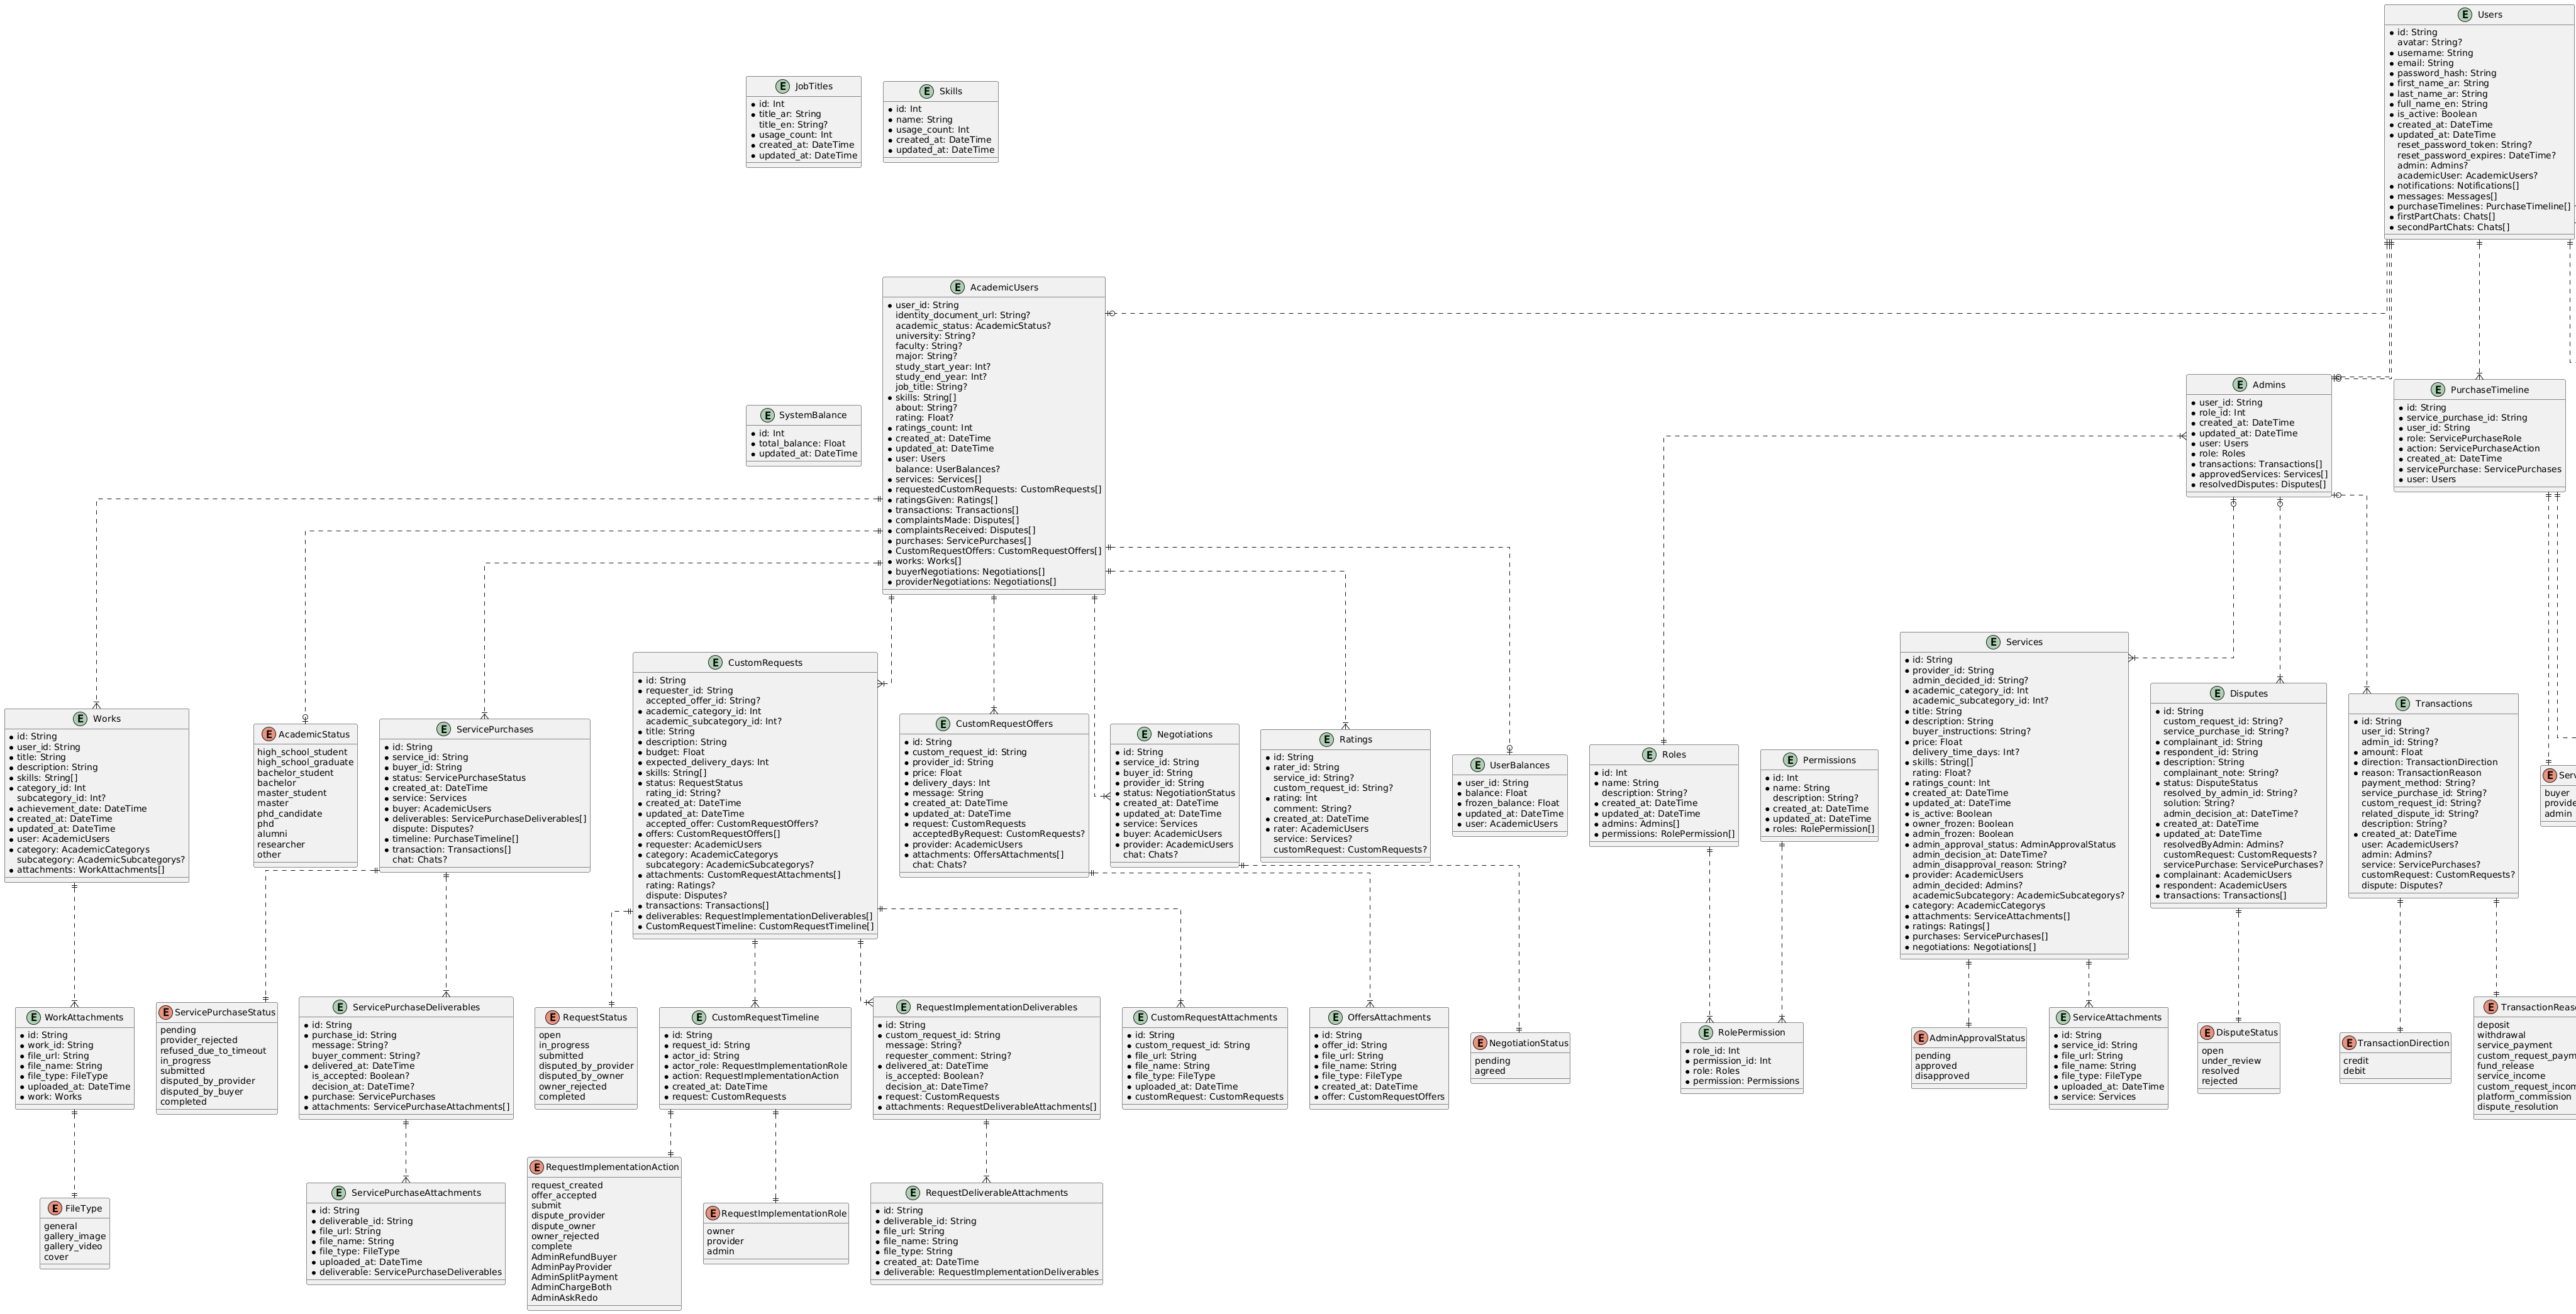 E Users
* id: String
avatar: String?
* username: String
* email: String
* password_hash: String
* first_name_ar: String
* last_name_ar: String
* full_name_en: String
* is_active: Boolean
* created_at: DateTime
* updated_at: DateTime
reset_password_token: String?
reset_password_expires: DateTime?
admin: Admins?
academicUser: AcademicUsers?
* notifications: Notifications[]
* messages: Messages[]
* purchaseTimelines: PurchaseTimeline[]
* firstPartChats: Chats[]
* secondPartChats: Chats[]
E JobTitles
* id: Int
* title_ar: String
title_en: String?
* usage_count: Int
* created_at: DateTime
* updated_at: DateTime
E Skills
* id: Int
* name: String
* usage_count: Int
* created_at: DateTime
* updated_at: DateTime
E AcademicUsers
* user_id: String
identity_document_url: String?
academic_status: AcademicStatus?
university: String?
faculty: String?
major: String?
study_start_year: Int?
study_end_year: Int?
job_title: String?
* skills: String[]
about: String?
rating: Float?
* ratings_count: Int
* created_at: DateTime
* updated_at: DateTime
* user: Users
balance: UserBalances?
* services: Services[]
* requestedCustomRequests: CustomRequests[]
* ratingsGiven: Ratings[]
* transactions: Transactions[]
* complaintsMade: Disputes[]
* complaintsReceived: Disputes[]
* purchases: ServicePurchases[]
* CustomRequestOffers: CustomRequestOffers[]
* works: Works[]
* buyerNegotiations: Negotiations[]
* providerNegotiations: Negotiations[]
E SystemBalance
* id: Int
* total_balance: Float
* updated_at: DateTime
E Admins
* user_id: String
* role_id: Int
* created_at: DateTime
* updated_at: DateTime
* user: Users
* role: Roles
* transactions: Transactions[]
* approvedServices: Services[]
* resolvedDisputes: Disputes[]
E PurchaseTimeline
* id: String
* service_purchase_id: String
* user_id: String
* role: ServicePurchaseRole
* action: ServicePurchaseAction
* created_at: DateTime
* servicePurchase: ServicePurchases
* user: Users
E Works
* id: String
* user_id: String
* title: String
* description: String
* skills: String[]
* category_id: Int
subcategory_id: Int?
* achievement_date: DateTime
* created_at: DateTime
* updated_at: DateTime
* user: AcademicUsers
* category: AcademicCategorys
subcategory: AcademicSubcategorys?
* attachments: WorkAttachments[]
E AcademicStatus
high_school_student
high_school_graduate
bachelor_student
bachelor
master_student
master
phd_candidate
phd
alumni
researcher
other
E ServicePurchases
* id: String
* service_id: String
* buyer_id: String
* status: ServicePurchaseStatus
* created_at: DateTime
* service: Services
* buyer: AcademicUsers
* deliverables: ServicePurchaseDeliverables[]
dispute: Disputes?
* timeline: PurchaseTimeline[]
* transaction: Transactions[]
chat: Chats?
E CustomRequests
* id: String
* requester_id: String
accepted_offer_id: String?
* academic_category_id: Int
academic_subcategory_id: Int?
* title: String
* description: String
* budget: Float
* expected_delivery_days: Int
* skills: String[]
* status: RequestStatus
rating_id: String?
* created_at: DateTime
* updated_at: DateTime
accepted_offer: CustomRequestOffers?
* offers: CustomRequestOffers[]
* requester: AcademicUsers
* category: AcademicCategorys
subcategory: AcademicSubcategorys?
* attachments: CustomRequestAttachments[]
rating: Ratings?
dispute: Disputes?
* transactions: Transactions[]
* deliverables: RequestImplementationDeliverables[]
* CustomRequestTimeline: CustomRequestTimeline[]
E CustomRequestOffers
* id: String
* custom_request_id: String
* provider_id: String
* price: Float
* delivery_days: Int
* message: String
* created_at: DateTime
* updated_at: DateTime
* request: CustomRequests
acceptedByRequest: CustomRequests?
* provider: AcademicUsers
* attachments: OffersAttachments[]
chat: Chats?
E Negotiations
* id: String
* service_id: String
* buyer_id: String
* provider_id: String
* status: NegotiationStatus
* created_at: DateTime
* updated_at: DateTime
* service: Services
* buyer: AcademicUsers
* provider: AcademicUsers
chat: Chats?
E Ratings
* id: String
* rater_id: String
service_id: String?
custom_request_id: String?
* rating: Int
comment: String?
* created_at: DateTime
* rater: AcademicUsers
service: Services?
customRequest: CustomRequests?
E UserBalances
* user_id: String
* balance: Float
* frozen_balance: Float
* updated_at: DateTime
* user: AcademicUsers
E Roles
* id: Int
* name: String
description: String?
* created_at: DateTime
* updated_at: DateTime
* admins: Admins[]
* permissions: RolePermission[]
E Permissions
* id: Int
* name: String
description: String?
* created_at: DateTime
* updated_at: DateTime
* roles: RolePermission[]
E Services
* id: String
* provider_id: String
admin_decided_id: String?
* academic_category_id: Int
academic_subcategory_id: Int?
* title: String
* description: String
buyer_instructions: String?
* price: Float
delivery_time_days: Int?
* skills: String[]
rating: Float?
* ratings_count: Int
* created_at: DateTime
* updated_at: DateTime
* is_active: Boolean
* owner_frozen: Boolean
* admin_frozen: Boolean
* admin_approval_status: AdminApprovalStatus
admin_decision_at: DateTime?
admin_disapproval_reason: String?
* provider: AcademicUsers
admin_decided: Admins?
academicSubcategory: AcademicSubcategorys?
* category: AcademicCategorys
* attachments: ServiceAttachments[]
* ratings: Ratings[]
* purchases: ServicePurchases[]
* negotiations: Negotiations[]
E Disputes
* id: String
custom_request_id: String?
service_purchase_id: String?
* complainant_id: String
* respondent_id: String
* description: String
complainant_note: String?
* status: DisputeStatus
resolved_by_admin_id: String?
solution: String?
admin_decision_at: DateTime?
* created_at: DateTime
* updated_at: DateTime
resolvedByAdmin: Admins?
customRequest: CustomRequests?
servicePurchase: ServicePurchases?
* complainant: AcademicUsers
* respondent: AcademicUsers
* transactions: Transactions[]
E Transactions
* id: String
user_id: String?
admin_id: String?
* amount: Float
* direction: TransactionDirection
* reason: TransactionReason
payment_method: String?
service_purchase_id: String?
custom_request_id: String?
related_dispute_id: String?
description: String?
* created_at: DateTime
user: AcademicUsers?
admin: Admins?
service: ServicePurchases?
customRequest: CustomRequests?
dispute: Disputes?
E Serv
buyer
provide
admin
E WorkAttachments
* id: String
* work_id: String
* file_url: String
* file_name: String
* file_type: FileType
* uploaded_at: DateTime
* work: Works
E ServicePurchaseStatus
pending
provider_rejected
refused_due_to_timeout
in_progress
submitted
disputed_by_provider
disputed_by_buyer
completed
E ServicePurchaseDeliverables
* id: String
* purchase_id: String
message: String?
buyer_comment: String?
* delivered_at: DateTime
is_accepted: Boolean?
decision_at: DateTime?
* purchase: ServicePurchases
* attachments: ServicePurchaseAttachments[]
E RequestStatus
open
in_progress
submitted
disputed_by_provider
disputed_by_owner
owner_rejected
completed
E CustomRequestTimeline
* id: String
* request_id: String
* actor_id: String
* actor_role: RequestImplementationRole
* action: RequestImplementationAction
* created_at: DateTime
* request: CustomRequests
E RequestImplementationDeliverables
* id: String
* custom_request_id: String
message: String?
requester_comment: String?
* delivered_at: DateTime
is_accepted: Boolean?
decision_at: DateTime?
* request: CustomRequests
* attachments: RequestDeliverableAttachments[]
E CustomRequestAttachments
* id: String
* custom_request_id: String
* file_url: String
* file_name: String
* file_type: FileType
* uploaded_at: DateTime
* customRequest: CustomRequests
E OffersAttachments
* id: String
* offer_id: String
* file_url: String
* file_name: String
* file_type: FileType
* created_at: DateTime
* offer: CustomRequestOffers
E NegotiationStatus
pending
agreed
E RolePermission
* role_id: Int
* permission_id: Int
* role: Roles
* permission: Permissions
E AdminApprovalStatus
pending
approved
disapproved
E ServiceAttachments
* id: String
* service_id: String
* file_url: String
* file_name: String
* file_type: FileType
* uploaded_at: DateTime
* service: Services
E DisputeStatus
open
under_review
resolved
rejected
E TransactionDirection
credit
debit
E TransactionReaso
deposit
withdrawal
service_payment
custom_request_paym
fund_release
service_income
custom_request_incom
platform_commission
dispute_resolution
E FileType
general
gallery_image
gallery_video
cover
E ServicePurchaseAttachments
* id: String
* deliverable_id: String
* file_url: String
* file_name: String
* file_type: FileType
* uploaded_at: DateTime
* deliverable: ServicePurchaseDeliverables
E RequestImplementationAction
request_created
offer_accepted
submit
dispute_provider
dispute_owner
owner_rejected
complete
AdminRefundBuyer
AdminPayProvider
AdminSplitPayment
AdminChargeBoth
AdminAskRedo
E RequestImplementationRole
owner
provider
admin
E RequestDeliverableAttachments
* id: String
* deliverable_id: String
* file_url: String
* file_name: String
* file_type: String
* created_at: DateTime
* deliverable: RequestImplementationDeliverables